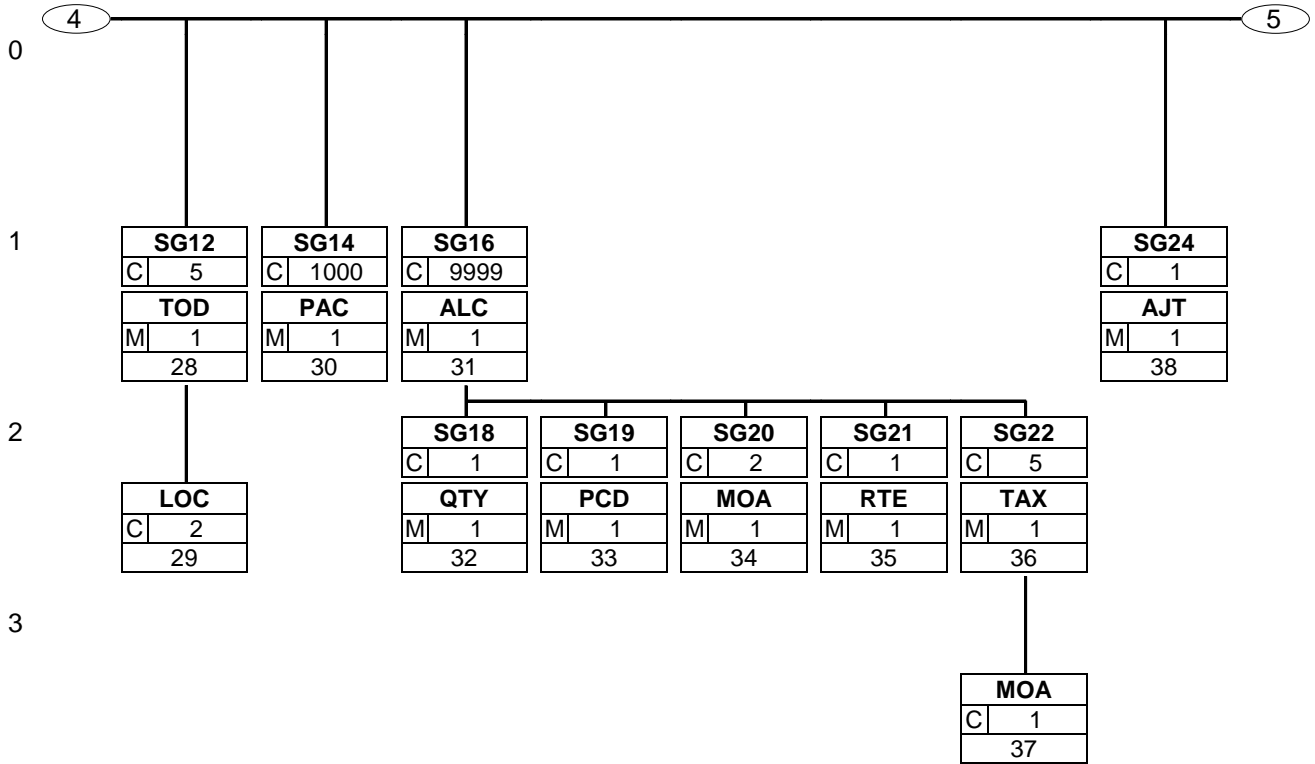 4 5
0
1
SG12 SG14 SG16 SG24
C 5 C 1000 C 9999 C 1
TOD PAC ALC AJT
M 1 M 1 M 1 M 1
28 30 31 38
2
SG18 SG19 SG20 SG21 SG22
C 1 C 1 C 2 C 1 C 5
LOC QTY PCD MOA RTE TAX
C 2 M 1 M 1 M 1 M 1 M 1
29 32 33 34 35 36
3
MOA
C 1
37